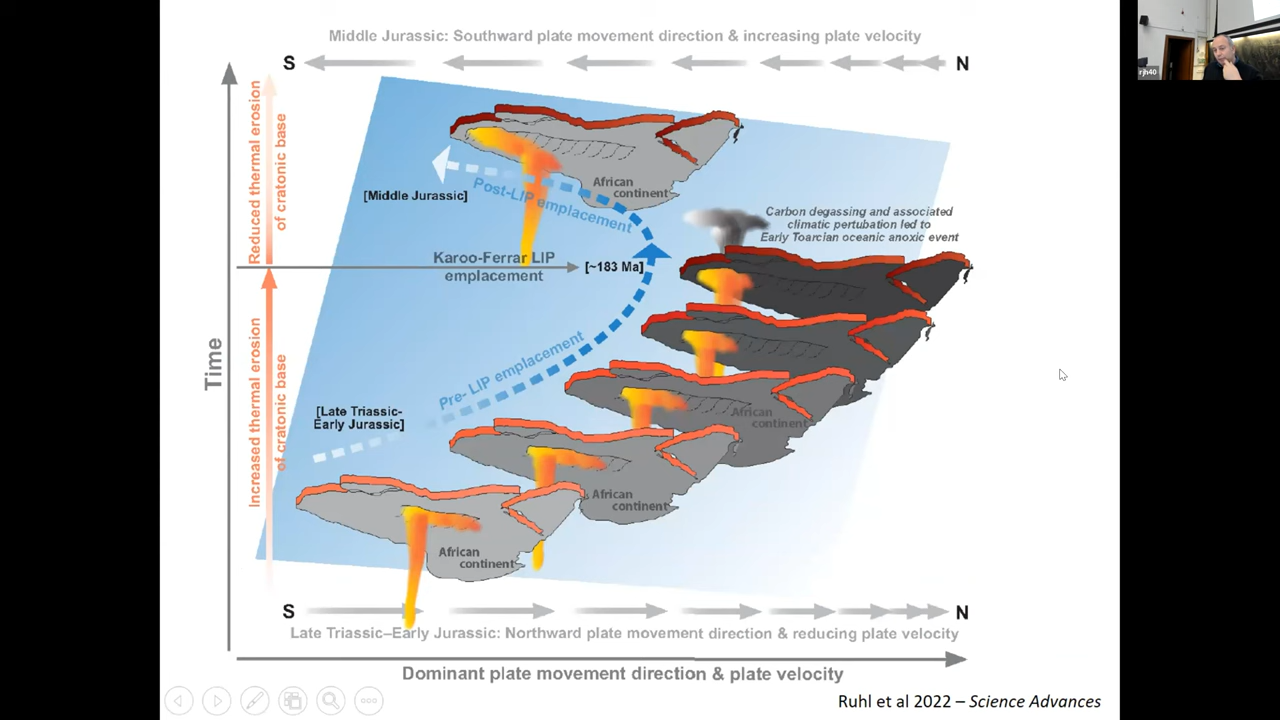 Middle Jurassic: Southward plate movement direction & increasing plate velocity
S
N
Reduced thermal erosion
of cratonic base
African
continent
[Middle Jurassic]
Post-LIP emplacement
Carbon degassing and associated
climatic pertubation led to
Early Toarcian oceanic anoxic event
Karoo-Ferrar LIP
emplacement
[~183 Ma]
Time
Increased thermal erosion
of cratonic base
Pre- LIP emplacement
[Late Triassic-
Early Jurassic]
African
continent
African
continent
African
continent
S
N
Late Triassic–Early Jurassic: Northward plate movement direction & reducing plate velocity
Dominant plate movement direction & plate velocity
Ruhl et al 2022 – Science Advances
rjh40